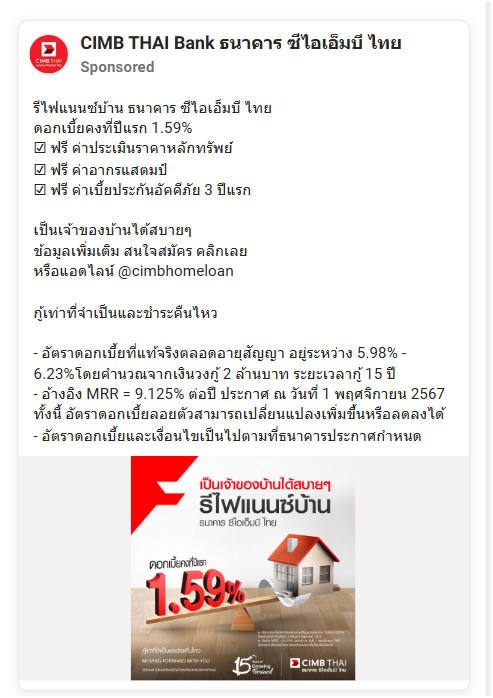 CIMB THAI Bank ธนาคาร ซีไอเอ็มบี ไทย
Sponsored
รีไฟแนนซ์บ้าน ธนาคาร ซีไอเอ็มบี ไทย
ดอกเบี้ยคงที่ปีแรก 1.59%
☑ ฟรี ค่าประเมินราคาหลักทรัพย์
☑ ฟรี ค่าอากรแสตมป์
☑ ฟรี ค่าเบี้ยประกันอัคคีภัย 3 ปีแรก
เป็นเจ้าของบ้านได้สบายๆ
ข้อมูลเพิ่มเติม สนใจสมัคร คลิกเลย
หรือแอดไลน์ @cimbhomeloan
กู้เท่าที่จำเป็นและชำระคืนไหว
- อัตราดอกเบี้ยที่แท้จริงตลอดอายุสัญญา อยู่ระหว่าง 5.98% -
6.23%โดยคำนวณจากเงินวงกู้ 2 ล้านบาท ระยะเวลากู้ 15 ปี
- อ้างอิง MRR = 9.125% ต่อปี ประกาศ ณ วันที่ 1 พฤศจิกายน 2567
ทั้งนี้ อัตราดอกเบี้ยลอยตัวสามารถเปลี่ยนแปลงเพิ่มขึ้นหรือลดลงได้
- อัตราดอกเบี้ยและเงื่อนไขเป็นไปตามที่ธนาคารประกาศกำหนด
เป็นเจ้าของบ้านได้สบายๆ
รีไฟแนนซ์บ้าน
ธนาคาร ซีไอเอ็มบี ไทย
ดอกเบี้ยคงที่ปีแรก
1.59%
กู้เท่าที่จำเป็นและชำระคืนไหว
MOVING FORWARD WITH YOU
15 Years of Growing Forward
CIMB THAI
ธนาคาร ซีไอเอ็มบี ไทย